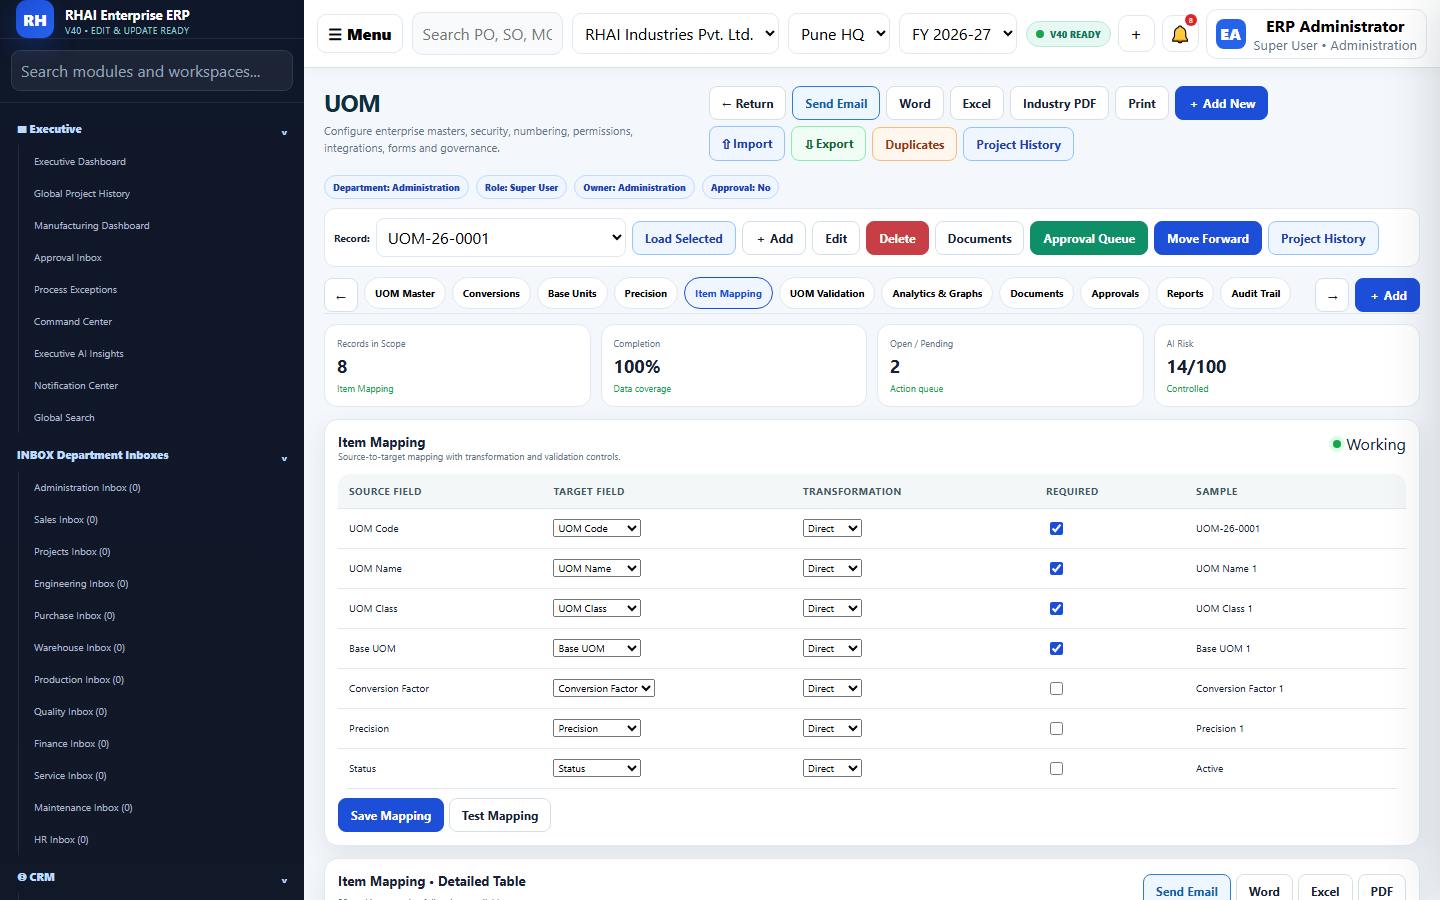 RH
RHAI Enterprise ERP
V40 • EDIT & UPDATE READY
Search modules and workspaces...
Executive
Executive Dashboard
Global Project History
Manufacturing Dashboard
Approval Inbox
Process Exceptions
Command Center
Executive AI Insights
Notification Center
Global Search
INBOX Department Inboxes
Administration Inbox (0)
Sales Inbox (0)
Projects Inbox (0)
Engineering Inbox (0)
Purchase Inbox (0)
Warehouse Inbox (0)
Production Inbox (0)
Quality Inbox (0)
Finance Inbox (0)
Service Inbox (0)
Maintenance Inbox (0)
HR Inbox (0)
CRM
☰ Menu
Search PO, SO, MO
RHAI Industries Pvt. Ltd.
Pune HQ
FY 2026-27
V40 READY
+
8
EA
ERP Administrator
Super User • Administration
UOM
Configure enterprise masters, security, numbering, permissions,
integrations, forms and governance.
← Return
Send Email
Word
Excel
Industry PDF
Print
+ Add New
⇧ Import
⇩ Export
Duplicates
Project History
Department: Administration
Role: Super User
Owner: Administration
Approval: No
Record:
UOM-26-0001
Load Selected
+ Add
Edit
Delete
Documents
Approval Queue
Move Forward
Project History
←
UOM Master
Conversions
Base Units
Precision
Item Mapping
UOM Validation
Analytics & Graphs
Documents
Approvals
Reports
Audit Trail
→
+ Add
Records in Scope
8
Item Mapping
Completion
100%
Data coverage
Open / Pending
2
Action queue
AI Risk
14/100
Controlled
Item Mapping
Source-to-target mapping with transformation and validation controls.
Working
SOURCE FIELD TARGET FIELD TRANSFORMATION REQUIRED SAMPLE
UOM Code UOM Code Direct UOM-26-0001
UOM Name UOM Name Direct UOM Name 1
UOM Class UOM Class Direct UOM Class 1
Base UOM Base UOM Direct Base UOM 1
Conversion Factor Conversion Factor Direct Conversion Factor 1
Precision Precision Direct Precision 1
Status Status Direct Active
Save Mapping
Test Mapping
Item Mapping • Detailed Table
Send Email
Word
Excel
PDF